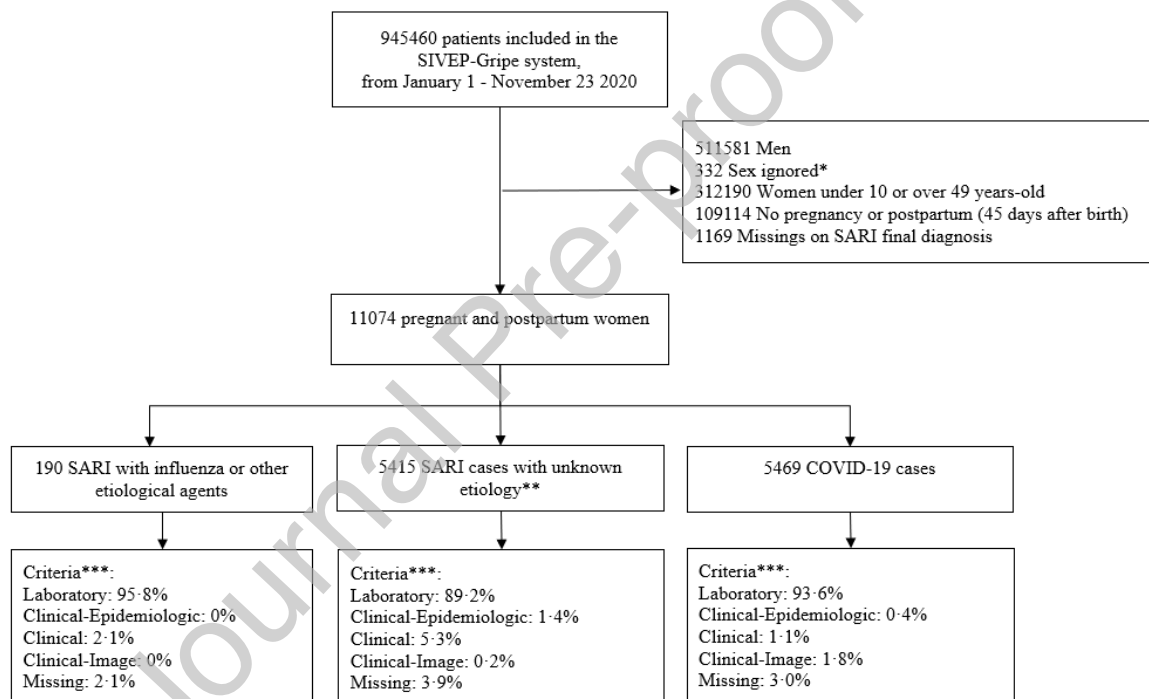 945460 patients included in the
SIVEP-Gripe system,
from January 1 - November 23 2020
511581 Men
332 Sex ignored*
312190 Women under 10 or over 49 years-old
109114 No pregnancy or postpartum (45 days after birth)
1169 Missings on SARI final diagnosis
11074 pregnant and postpartum women
190 SARI with influenza or other
etiological agents
5415 SARI cases with unknown
etiology**
5469 COVID-19 cases
Criteria***:
Laboratory: 95·8%
Clinical-Epidemiologic: 0%
Clinical: 2·1%
Clinical-Image: 0%
Missing: 2·1%
Criteria***:
Laboratory: 89·2%
Clinical-Epidemiologic: 1·4%
Clinical: 5·3%
Clinical-Image: 0·2%
Missing: 3·9%
Criteria***:
Laboratory: 93·6%
Clinical-Epidemiologic: 0·4%
Clinical: 1·1%
Clinical-Image: 1·8%
Missing: 3·0%
Journal Pre-proof